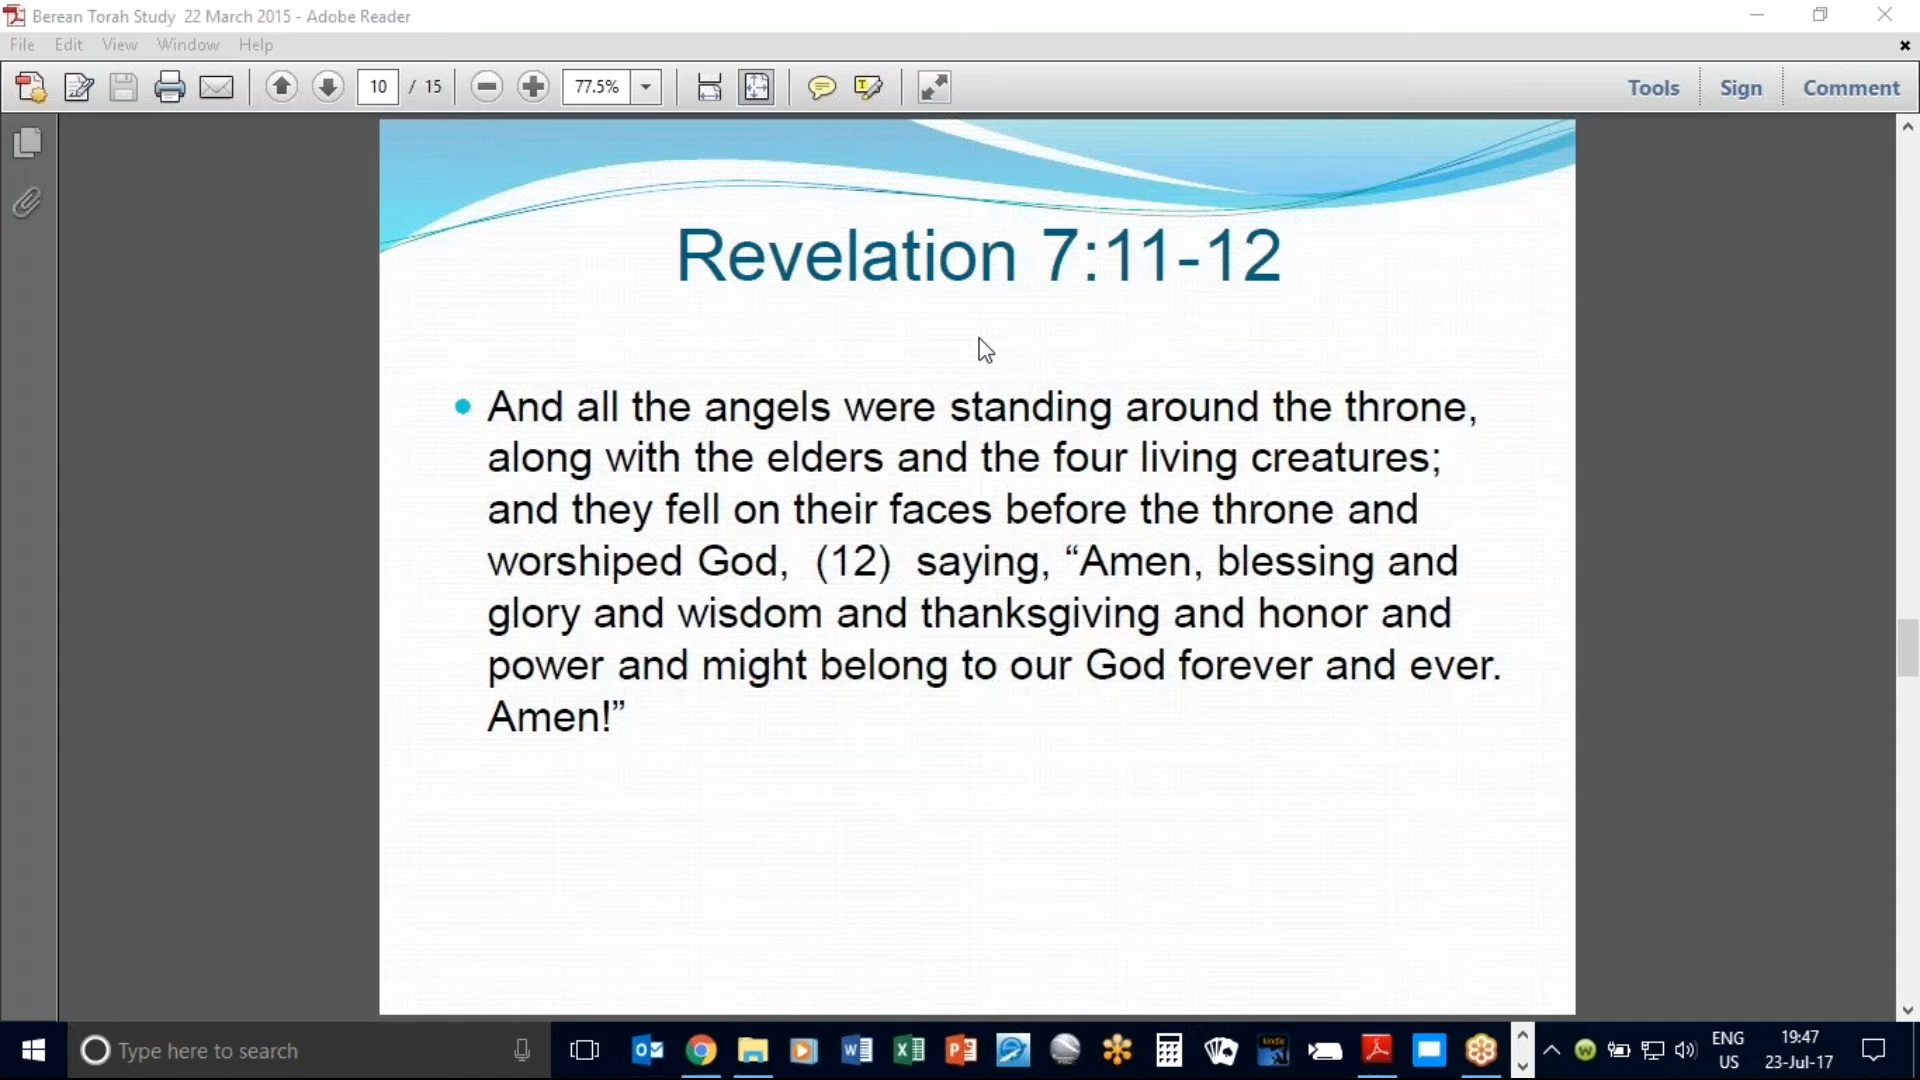 Berean Torah Study 22 March 2015 - Adobe Reader
File Edit View Window Help
10 / 15 77.5% Tools Sign Comment
Revelation 7:11-12
• And all the angels were standing around the throne,
along with the elders and the four living creatures;
and they fell on their faces before the throne and
worshiped God, (12) saying, “Amen, blessing and
glory and wisdom and thanksgiving and honor and
power and might belong to our God forever and ever.
Amen!”
Type here to search
ENG 19:47
US 23-Jul-17